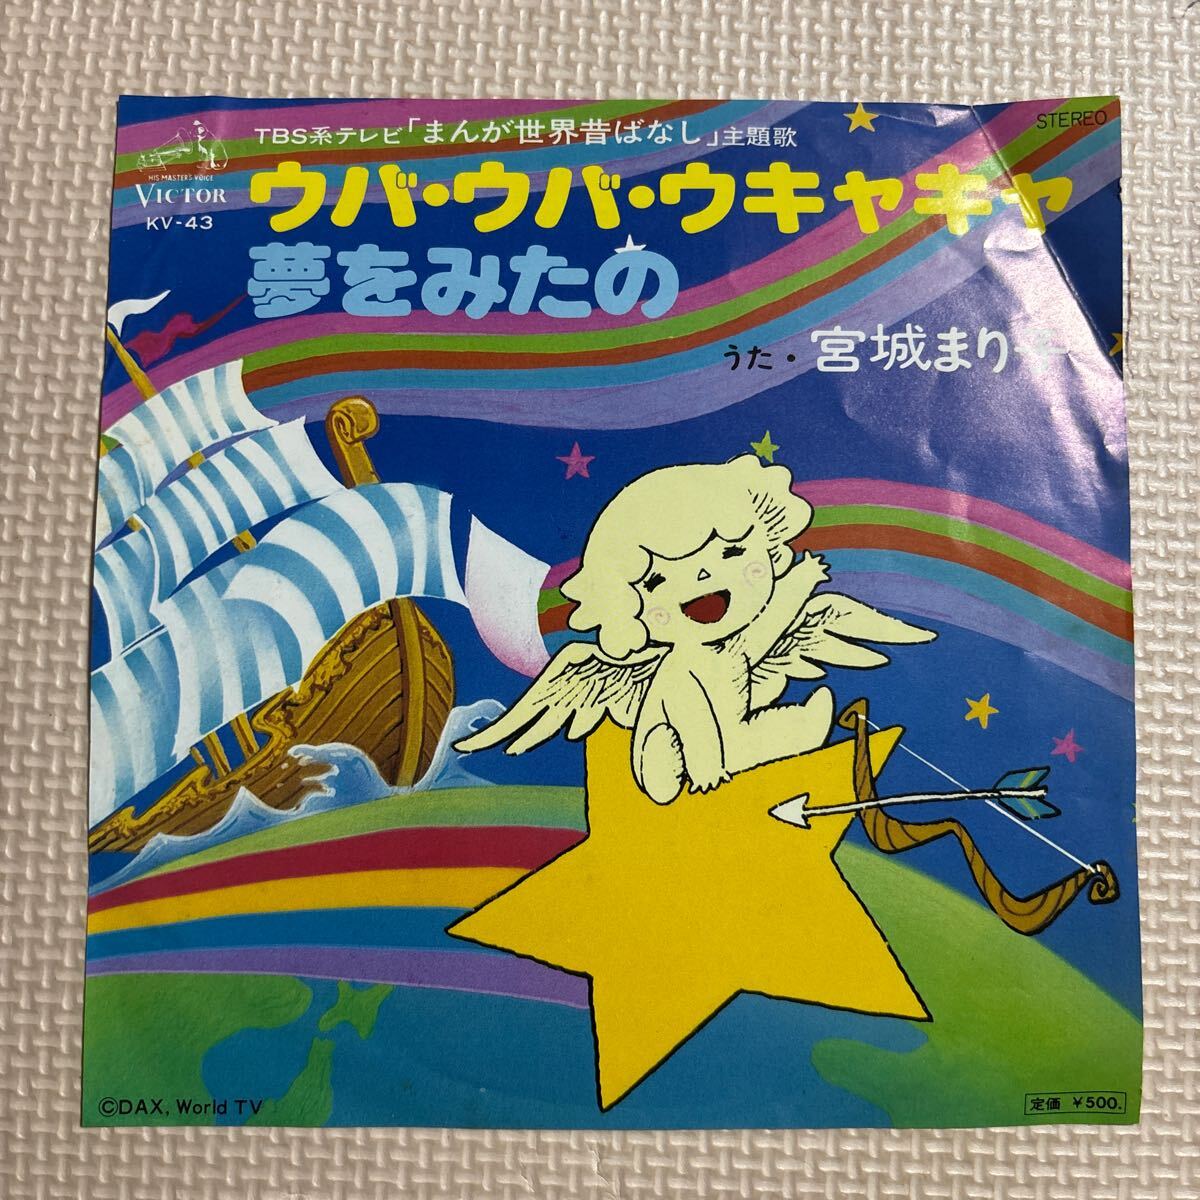 TBS系テレビ「まんが世界昔ばなし」主題歌
STEREO
HIS MASTER'S VOICE
VICTOR
KV-43
ウバ・ウバ・ウキャキャ
夢をみたの
うた・宮城まり子
©DAX, World TV
定価 ¥500.